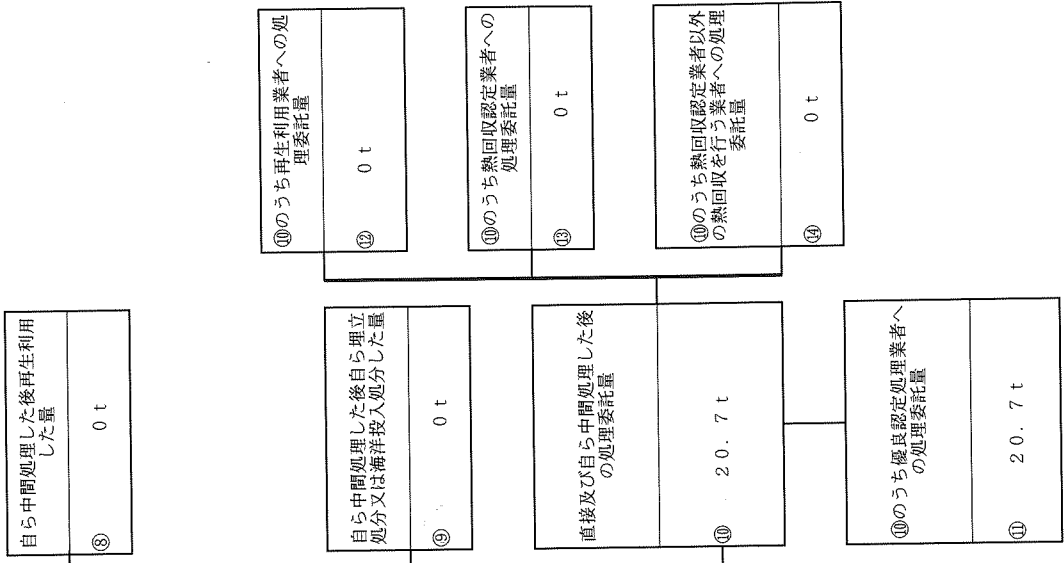 自ら中間処理した後再生利用
した量
⑧ 0 t
自ら中間処理した後自ら埋立
処分又は海洋投入処分した量
⑨ 0 t
直接及び自ら中間処理した後
の処理委託量
⑩ 20.7 t
⑩のうち優良認定処理業者へ
の処理委託量
⑪ 20.7 t
⑩のうち再生利用業者への処
理委託量
⑫ 0 t
⑩のうち熱回収認定業者への
処理委託量
⑬ 0 t
⑩のうち熱回収認定業者以外
の熱回収を行う業者への処理
委託量
⑭ 0 t